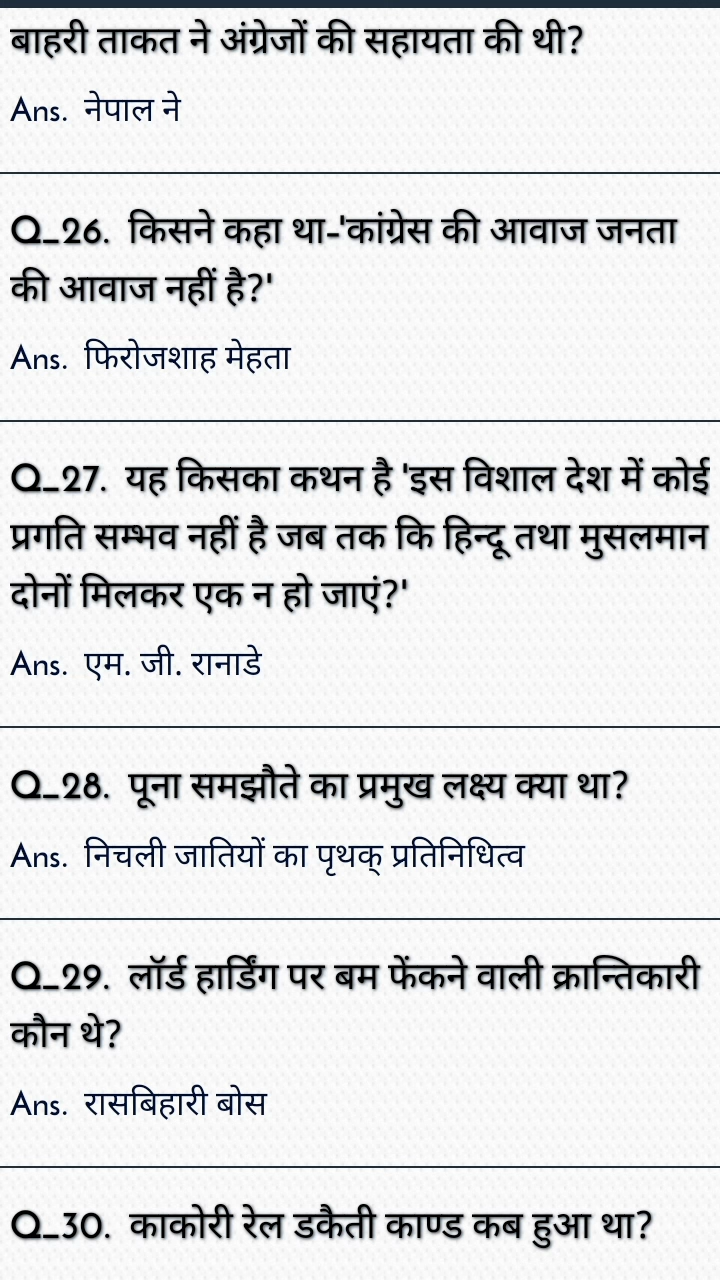 बाहरी ताकत ने अंग्रेजों की सहायता की थी?
Ans. नेपाल ने
Q_26. किसने कहा था-'कांग्रेस की आवाज जनता
की आवाज नहीं है?'
Ans. फिरोजशाह मेहता
Q_27. यह किसका कथन है 'इस विशाल देश में कोई
प्रगति सम्भव नहीं है जब तक कि हिन्दू तथा मुसलमान
दोनों मिलकर एक न हो जाएं?'
Ans. एम. जी. रानाडे
Q_28. पूना समझौते का प्रमुख लक्ष्य क्या था?
Ans. निचली जातियों का पृथक् प्रतिनिधित्व
Q_29. लॉर्ड हार्डिंग पर बम फेंकने वाली क्रान्तिकारी
कौन थे?
Ans. रासबिहारी बोस
Q_30. काकोरी रेल डकैती काण्ड कब हुआ था?